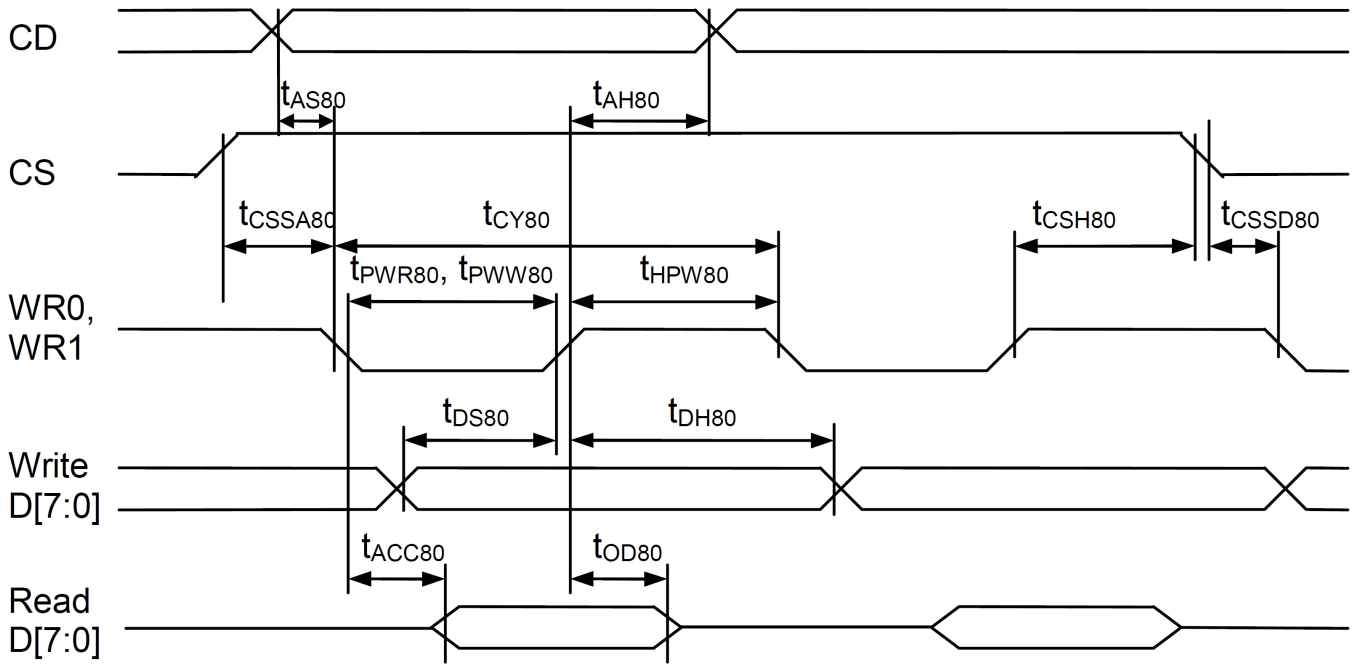 CD
tAS80
tAH80
CS
tCSSA80
tCY80
tCSH80
tCSSD80
tPWR80, tPWW80
tHPW80
WR0,
WR1
tDS80
tDH80
Write
D[7:0]
tACC80
tOD80
Read
D[7:0]